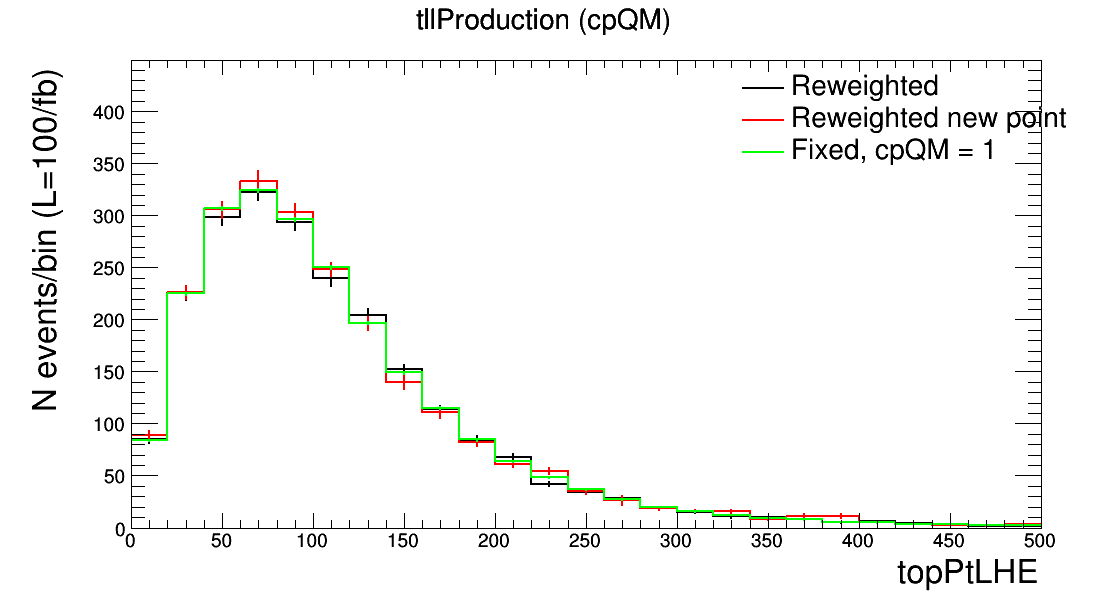 tllProduction (cpQM)
N events/bin (L=100/fb)
Reweighted
Reweighted new point
Fixed, cpQM = 1
400
350
300
250
200
150
100
50
0
0 50 100 150 200 250 300 350 400 450 500
topPtLHE